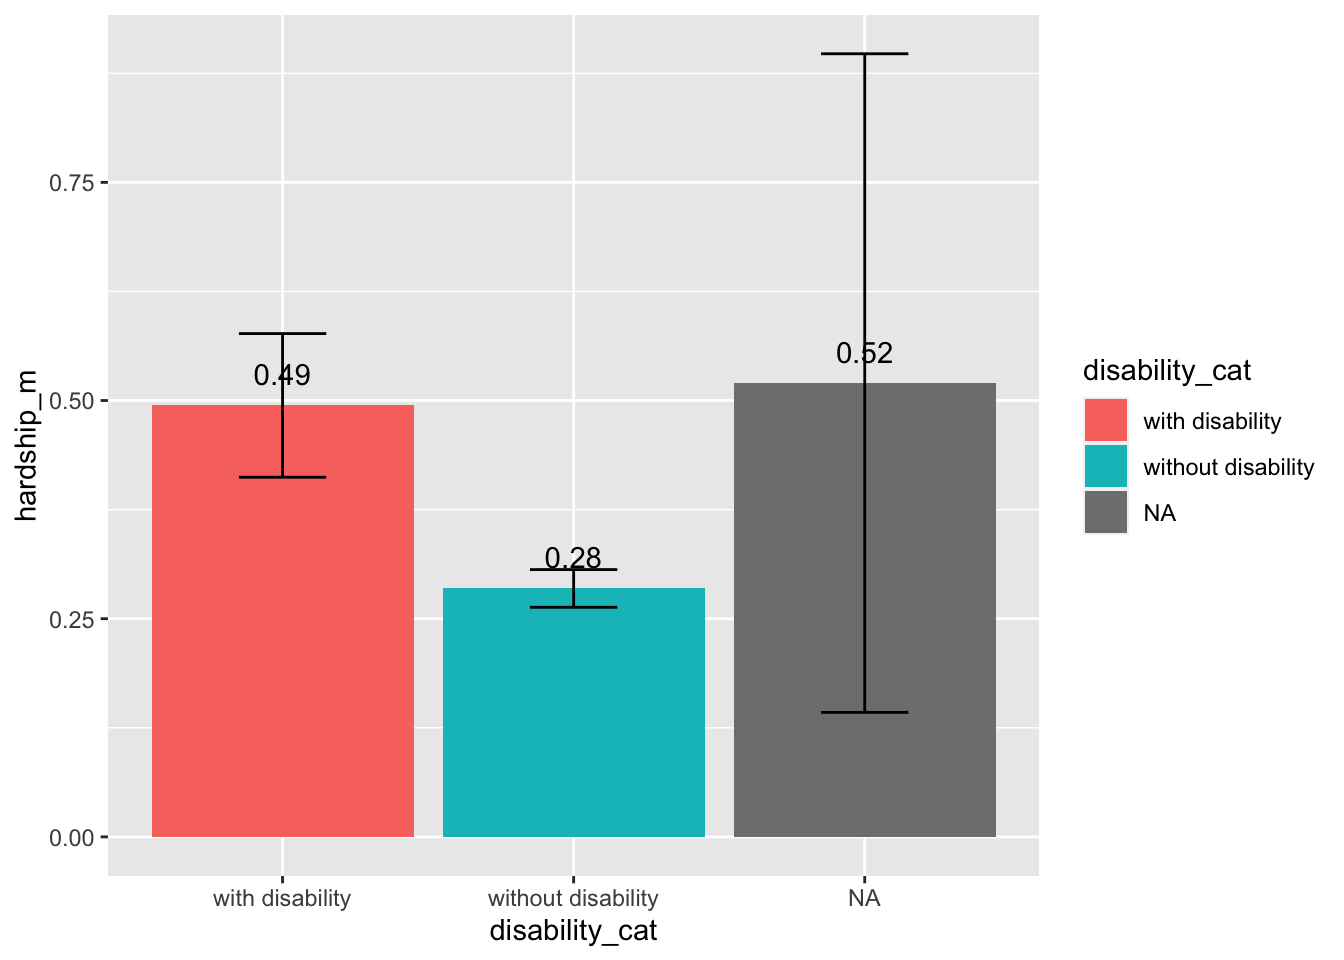 hardship_m
0.75
0.50
0.25
0.00
0.49
0.28
0.52
with disability
without disability
NA
disability_cat
disability_cat
with disability
without disability
NA